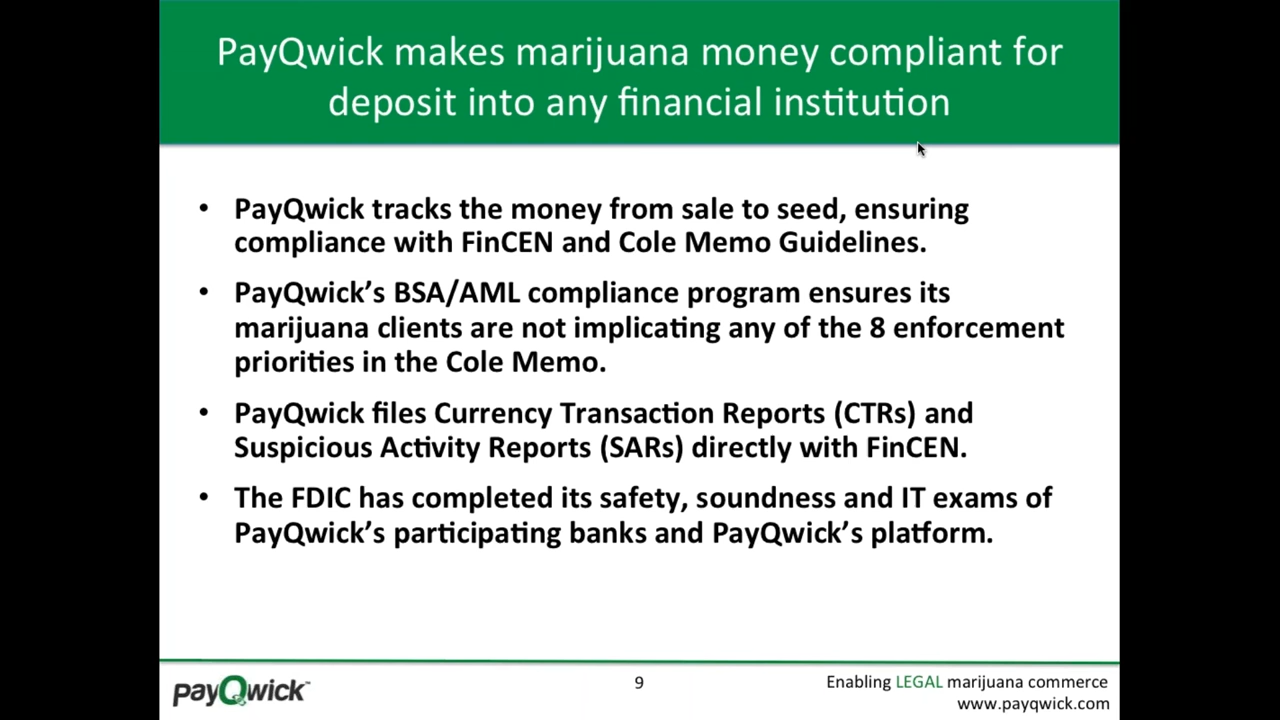 PayQwick makes marijuana money compliant for
deposit into any financial institution
• PayQwick tracks the money from sale to seed, ensuring
compliance with FinCEN and Cole Memo Guidelines.
• PayQwick’s BSA/AML compliance program ensures its
marijuana clients are not implicating any of the 8 enforcement
priorities in the Cole Memo.
• PayQwick files Currency Transaction Reports (CTRs) and
Suspicious Activity Reports (SARs) directly with FinCEN.
• The FDIC has completed its safety, soundness and IT exams of
PayQwick’s participating banks and PayQwick’s platform.
payQwick™
9
Enabling LEGAL marijuana commerce
www.payqwick.com